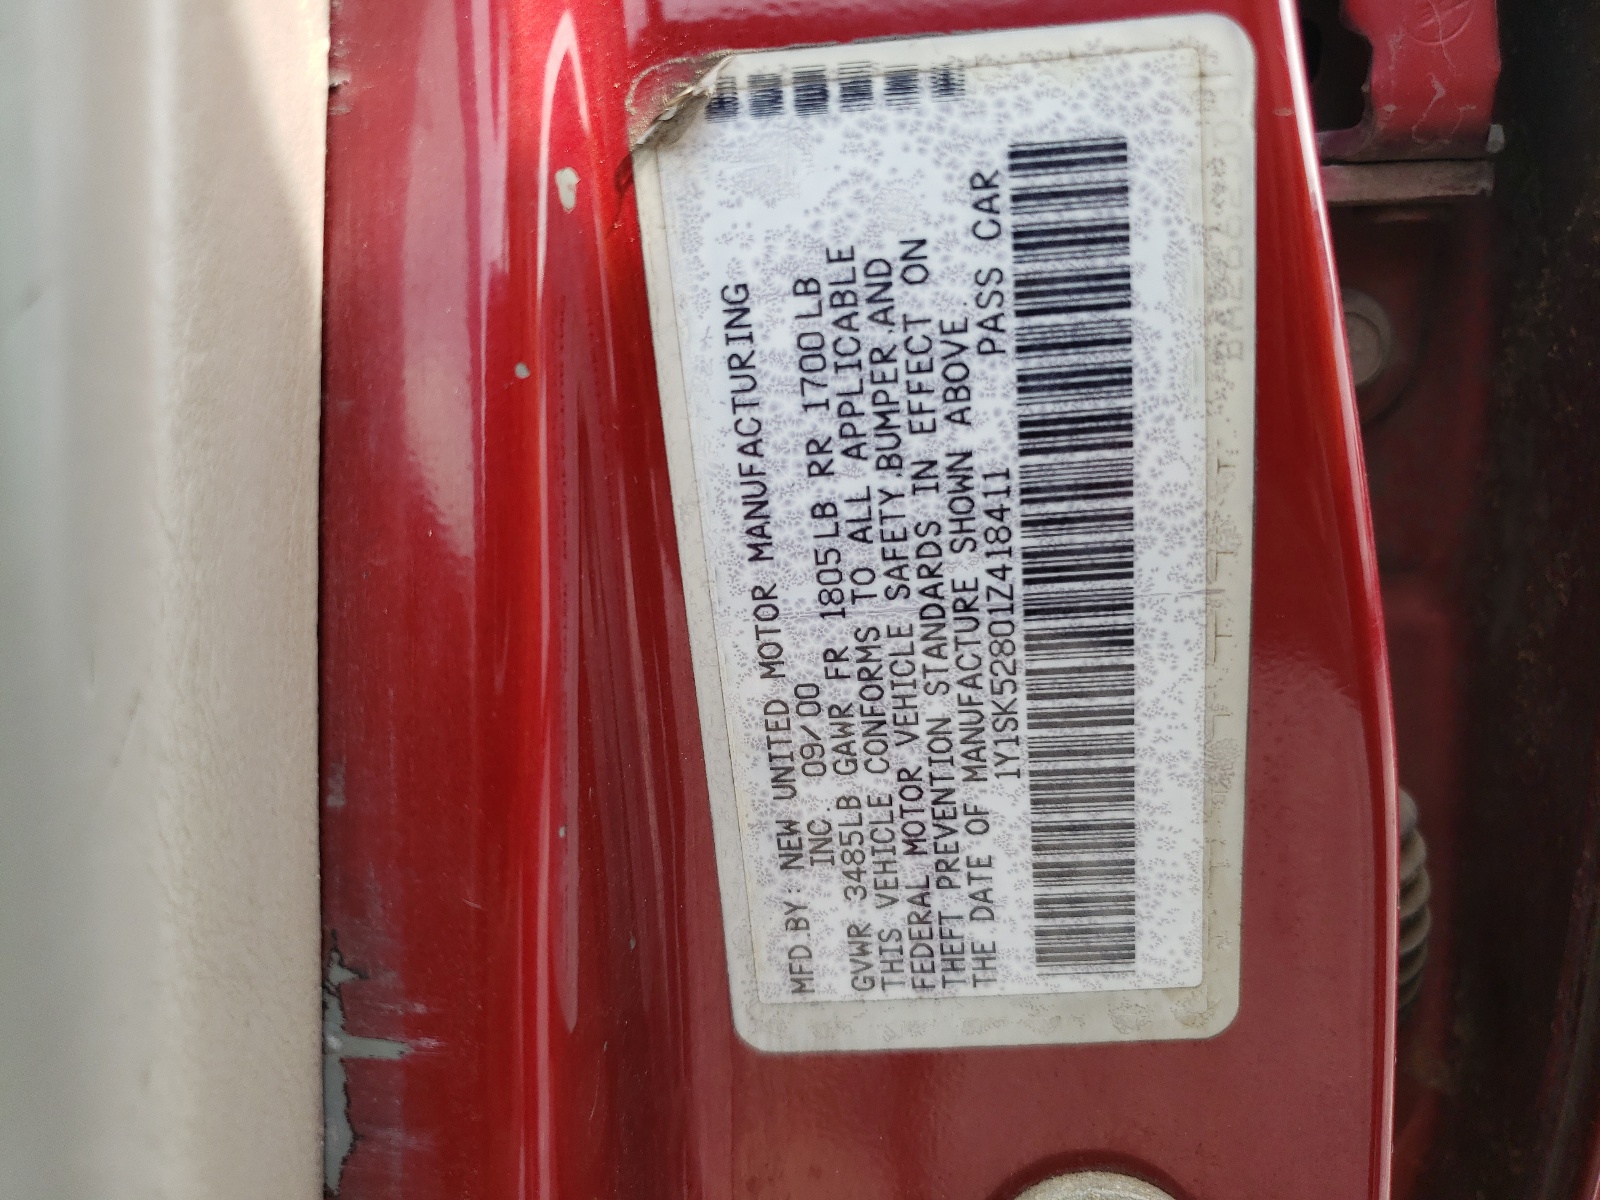 MFD.BY: NEW UNITED MOTOR MANUFACTURING
INC. 09/00
GVWR 3485LB GAWR FR 1805LB RR 1700LB
THIS VEHICLE CONFORMS TO ALL APPLICABLE
FEDERAL MOTOR VEHICLE SAFETY,BUMPER,AND
THEFT PREVENTION STANDARDS IN EFFECT ON
THE DATE OF MANUFACTURE SHOWN ABOVE.
1Y1SK52801Z418411 PASS CAR